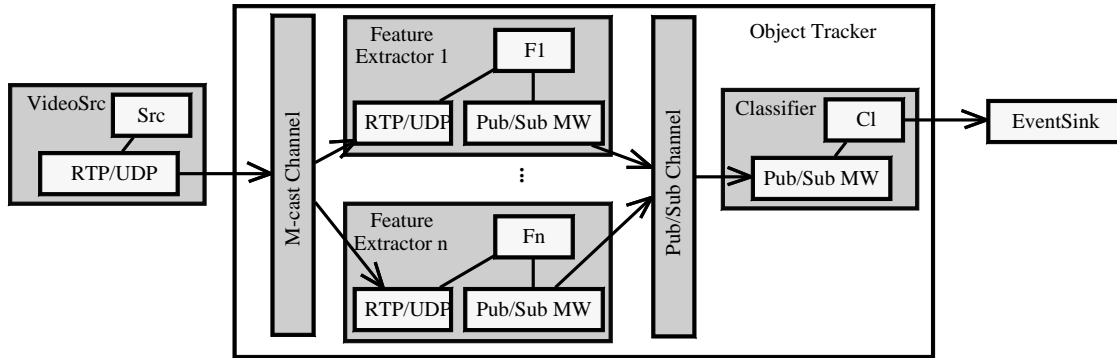 VideoSrc
Src
RTP/UDP
M-cast Channel
Feature
Extractor 1
F1
RTP/UDP
Pub/Sub MW
...
Feature
Extractor n
Fn
RTP/UDP
Pub/Sub MW
Pub/Sub Channel
Object Tracker
Classifier
Cl
Pub/Sub MW
EventSink